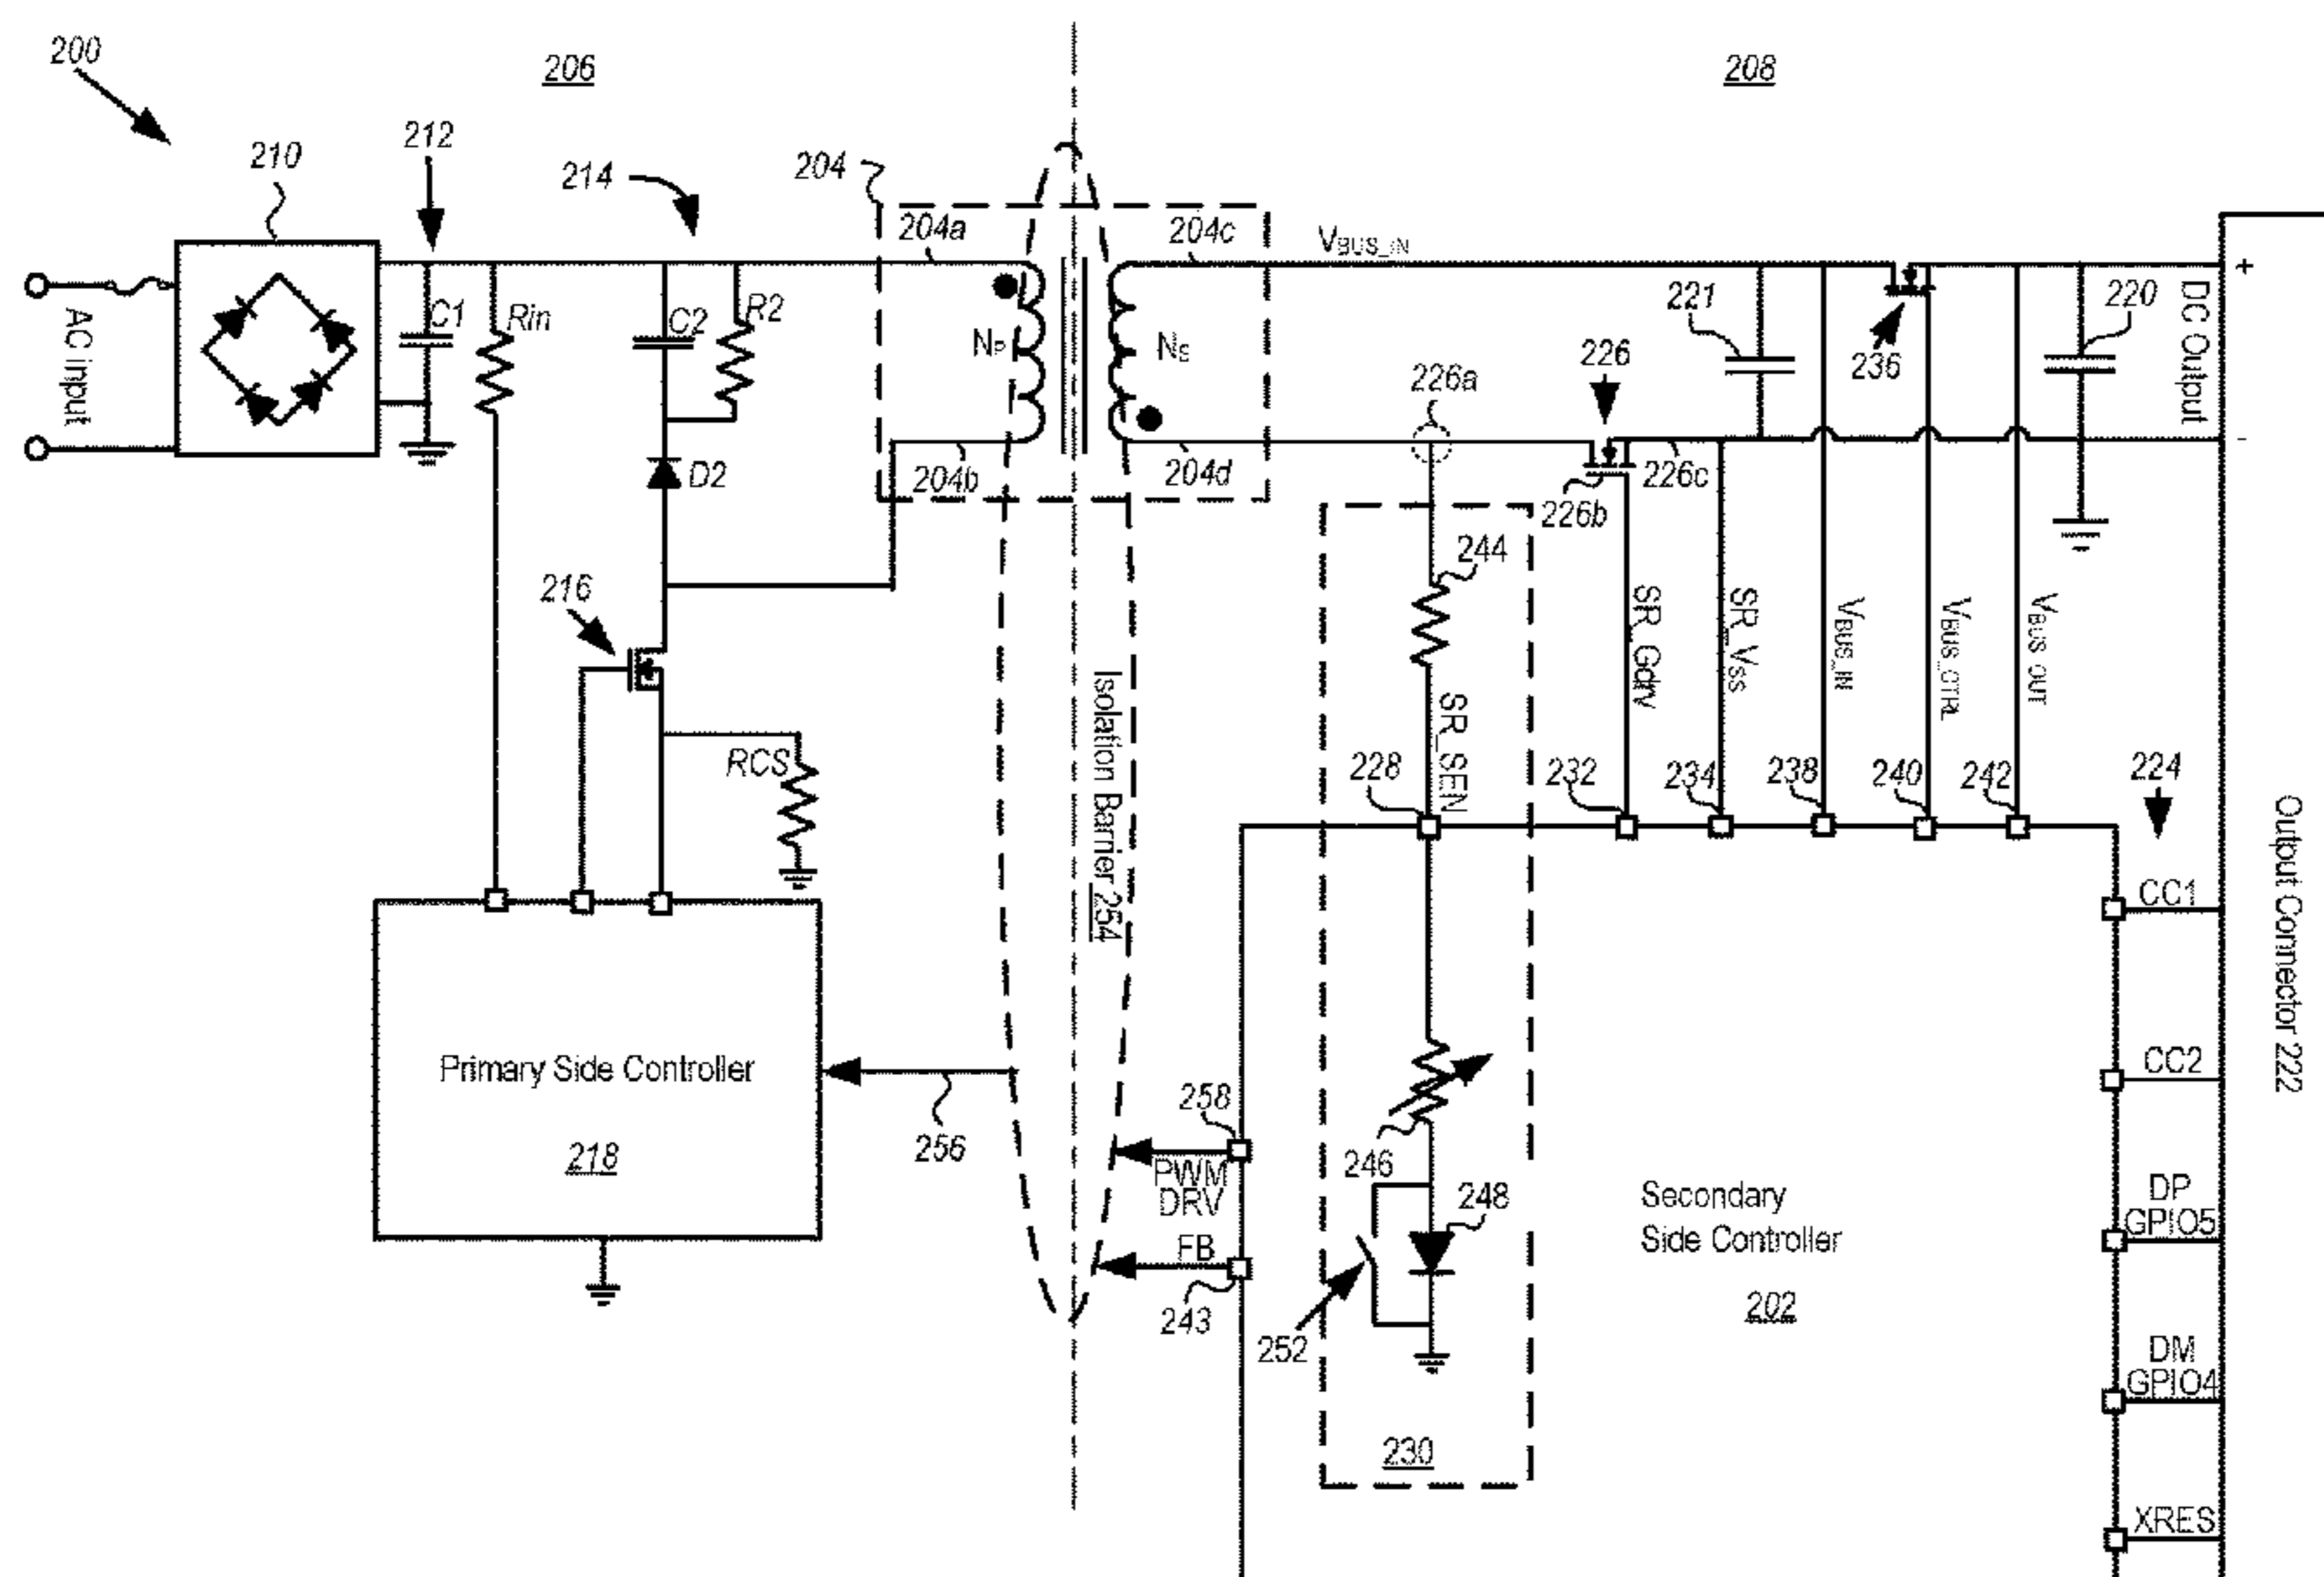 200
206
208
210
212
214
204
204a
204c
VBUS_IN
AC input
C1
Rin
C2
R2
NP
NS
221
236
220
DC Output
+
-
226a
226
D2
204b
204d
226b
226c
244
216
SR_SEN
SR_Gdrv
SR_VSS
VBUS_IN
VBUS_CTRL
VBUS_OUT
RCS
Isolation Barrier 254
228
232
234
238
240
242
224
Output Connector 222
CC1
CC2
Primary Side Controller
218
256
258
PWM
DRV
FB
243
246
248
252
230
Secondary
Side Controller
202
DP
GPIO5
DM
GPIO4
XRES